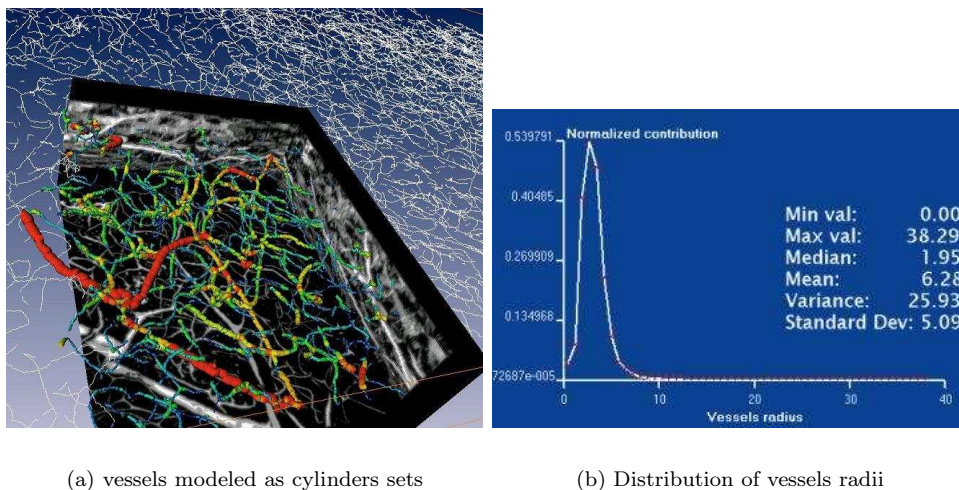 0.539791
Normalized contribution
0.40485
0.269909
0.134968
72687e-005
0
10
20
30
40
Vessels radius
Min val: 0.00
Max val: 38.29
Median: 1.95
Mean: 6.28
Variance: 25.93
Standard Dev: 5.09
(a) vessels modeled as cylinders sets
(b) Distribution of vessels radii